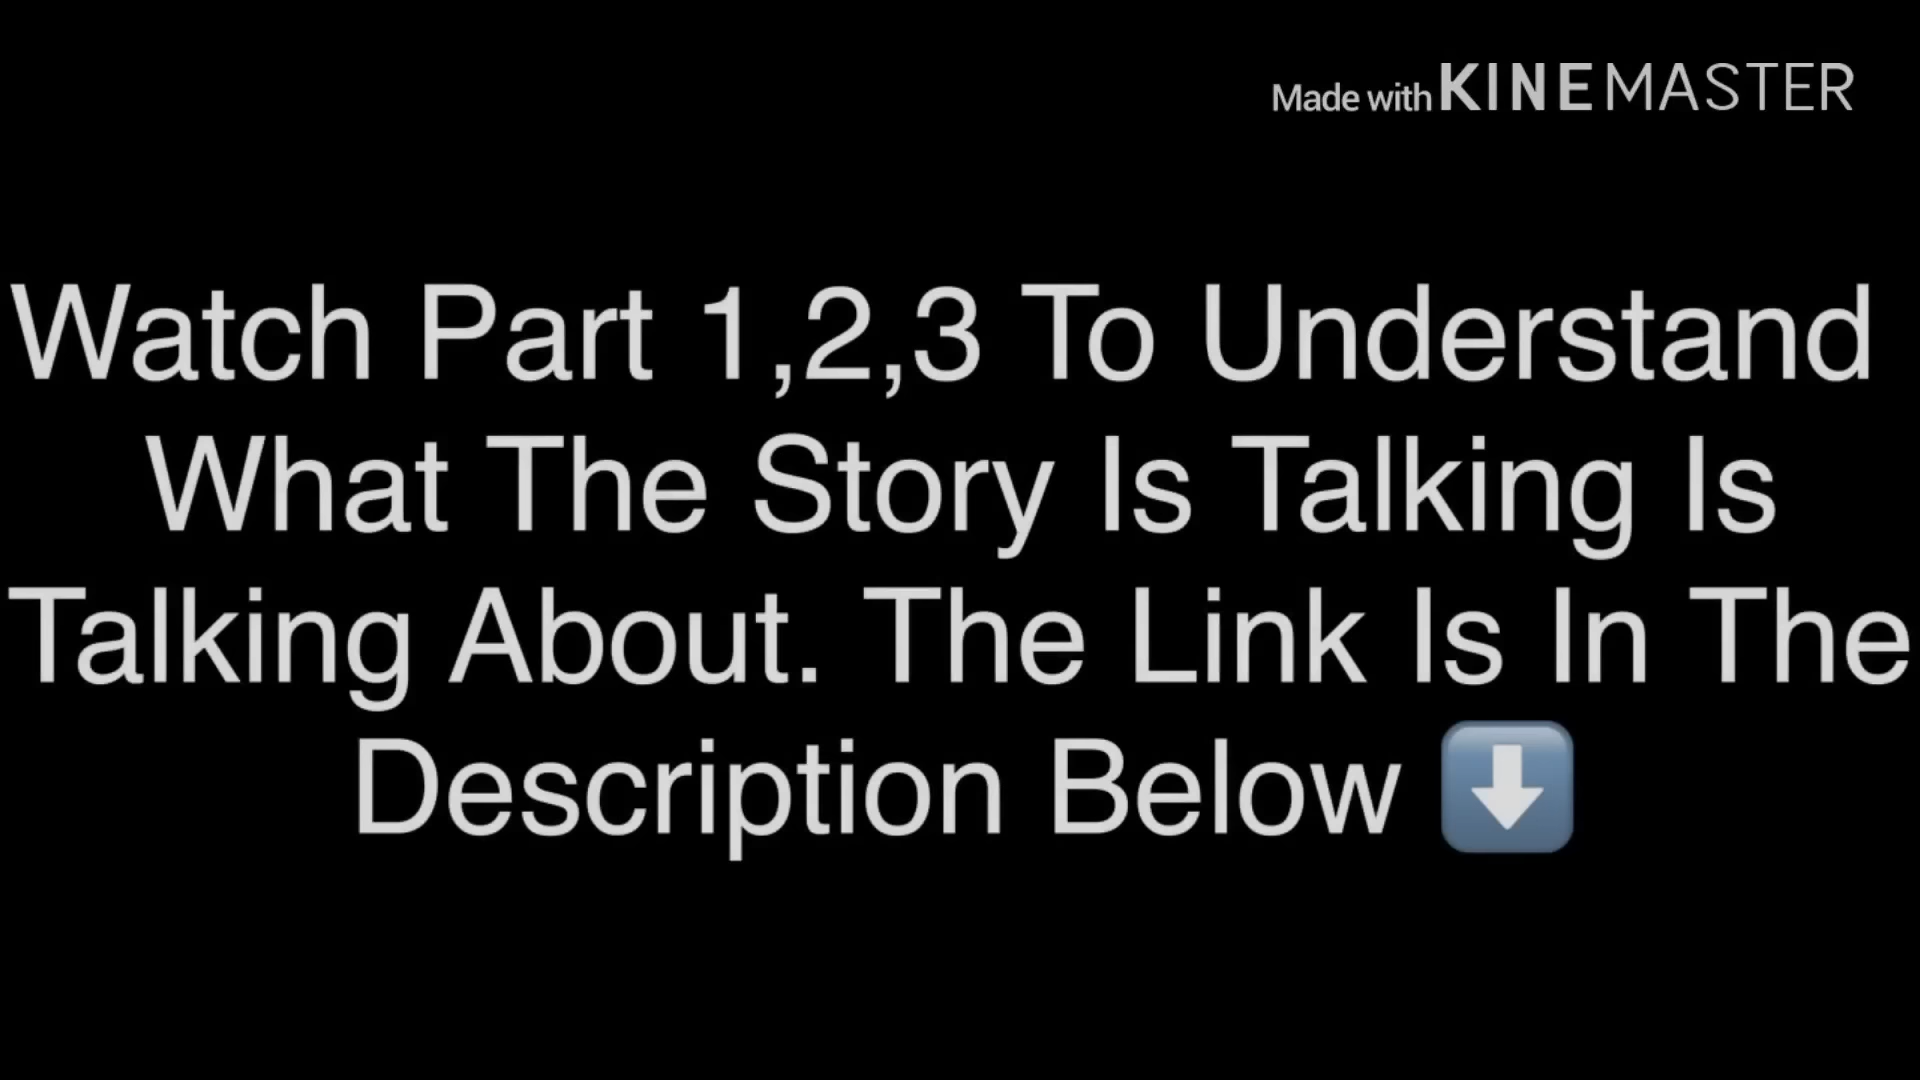 Made with KINEMASTER
Watch Part 1,2,3 To Understand
What The Story Is Talking Is
Talking About. The Link Is In The
Description Below ⬇️